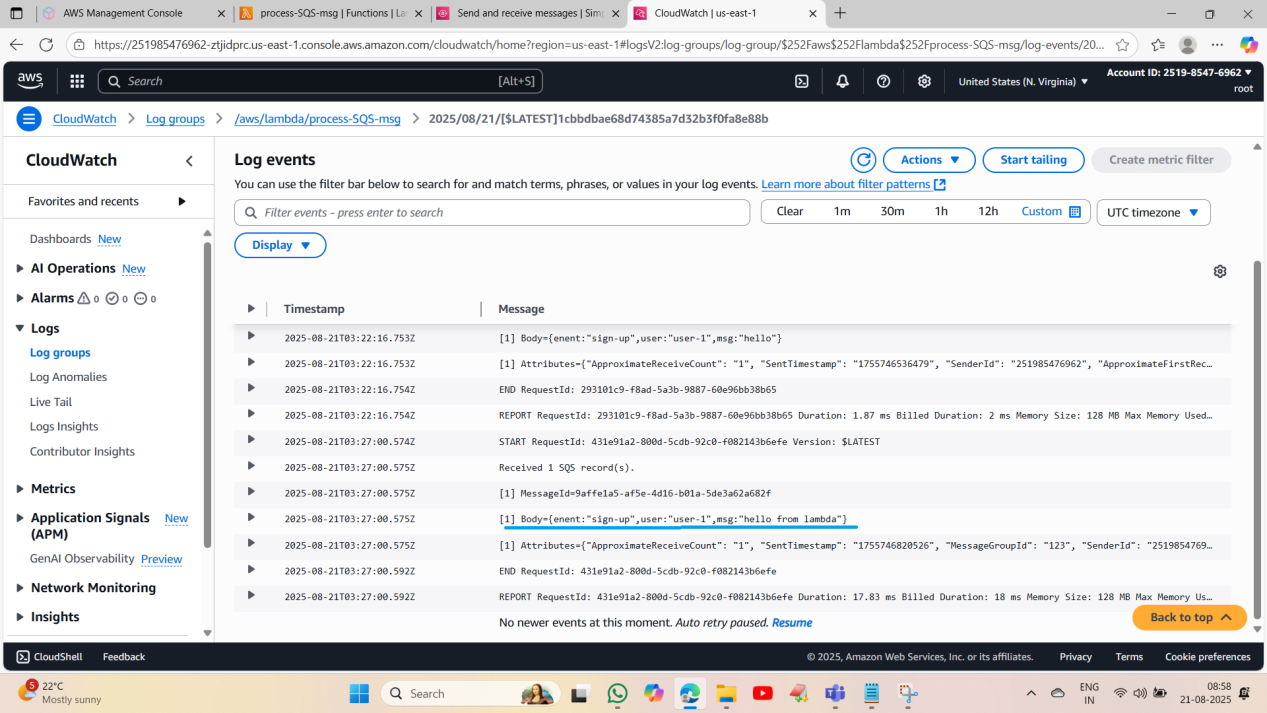 AWS Management Console
process-SQS-msg | Functions | La
Send and receive messages | Sim
CloudWatch | us-east-1
https://251985476962-ztjidprc.us-east-1.console.aws.amazon.com/cloudwatch/home?region=us-east-1#logsV2:log-groups/log-group/$252Faws$252Flambda$252Fprocess-SQS-msg/log-events/20...
aws
Search [Alt+S]
United States (N. Virginia)
Account ID: 2519-8547-6962
root
CloudWatch > Log groups > /aws/lambda/process-SQS-msg > 2025/08/21/[$LATEST]1cbbdbae68d74385a7d32b3f0fa8e88b
CloudWatch
Favorites and recents
Dashboards New
AI Operations New
Alarms 0 0 0
Logs
Log groups
Log Anomalies
Live Tail
Logs Insights
Contributor Insights
Metrics
Application Signals New
(APM)
GenAI Observability Preview
Network Monitoring
Insights
Log events
Actions
Start tailing
Create metric filter
You can use the filter bar below to search for and match terms, phrases, or values in your log events. Learn more about filter patterns
Filter events - press enter to search
Clear 1m 30m 1h 12h Custom
UTC timezone
Display
Timestamp Message
2025-08-21T03:22:16.753Z [1] Body={enent:"sign-up",user:"user-1",msg:"hello"}
2025-08-21T03:22:16.753Z [1] Attributes={"ApproximateReceiveCount": "1", "SentTimestamp": "1755746536479", "SenderId": "251985476962", "ApproximateFirstRec...
2025-08-21T03:22:16.754Z END RequestId: 293101c9-f8ad-5a3b-9887-60e96bb38b65
2025-08-21T03:22:16.754Z REPORT RequestId: 293101c9-f8ad-5a3b-9887-60e96bb38b65 Duration: 1.87 ms Billed Duration: 2 ms Memory Size: 128 MB Max Memory Used...
2025-08-21T03:27:00.574Z START RequestId: 431e91a2-800d-5cdb-92c0-f082143b6efe Version: $LATEST
2025-08-21T03:27:00.575Z Received 1 SQS record(s).
2025-08-21T03:27:00.575Z [1] MessageId=9affe1a5-af5e-4d16-b01a-5de3a62a682f
2025-08-21T03:27:00.575Z [1] Body={enent:"sign-up",user:"user-1",msg:"hello from lambda"}
2025-08-21T03:27:00.575Z [1] Attributes={"ApproximateReceiveCount": "1", "SentTimestamp": "1755746820526", "MessageGroupId": "123", "SenderId": "2519854769...
2025-08-21T03:27:00.592Z END RequestId: 431e91a2-800d-5cdb-92c0-f082143b6efe
2025-08-21T03:27:00.592Z REPORT RequestId: 431e91a2-800d-5cdb-92c0-f082143b6efe Duration: 17.83 ms Billed Duration: 18 ms Memory Size: 128 MB Max Memory Us...
No newer events at this moment. Auto retry paused. Resume
Back to top
CloudShell Feedback
© 2025, Amazon Web Services, Inc. or its affiliates. Privacy Terms Cookie preferences
5
22°C
Mostly sunny
Search
ENG
IN
08:58
21-08-2025